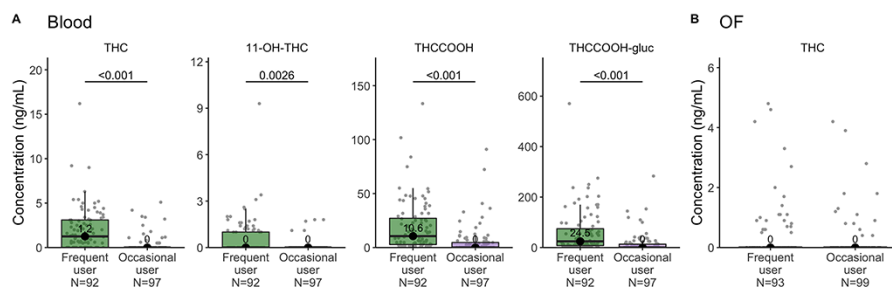 A Blood
THC
11-OH-THC
THCCOOH
THCCOOH-gluc
B OF
THC
Concentration (ng/mL)
20
15
10
5
0
<0.001
1.2
0
Frequent user N=92
Occasional user N=97
12
9
6
3
0
0.0026
0
0
Frequent user N=92
Occasional user N=97
150
100
50
0
<0.001
10.6
0
Frequent user N=92
Occasional user N=97
600
400
200
0
<0.001
24.5
0
Frequent user N=92
Occasional user N=97
Concentration (ng/mL)
6
4
2
0
0
0
Frequent user N=93
Occasional user N=99